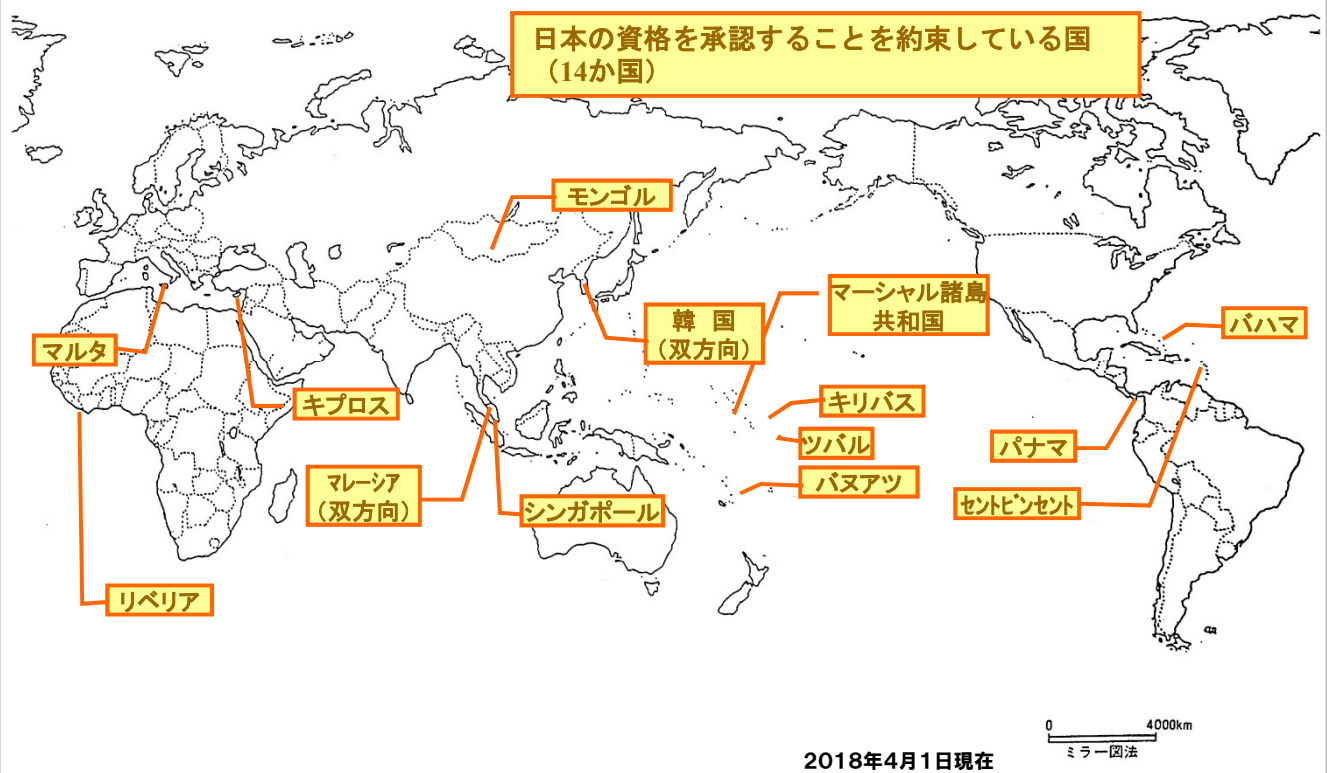 日本の資格を承認することを約束している国
（14か国）
モンゴル
マーシャル諸島
共和国
韓　国
（双方向）
バハマ
マルタ
キプロス
キリバス
ツバル
パナマ
マレーシア
（双方向）
バヌアツ
シンガポール
セントビンセント
リベリア
0 4000km
ミラー図法
2018年4月1日現在